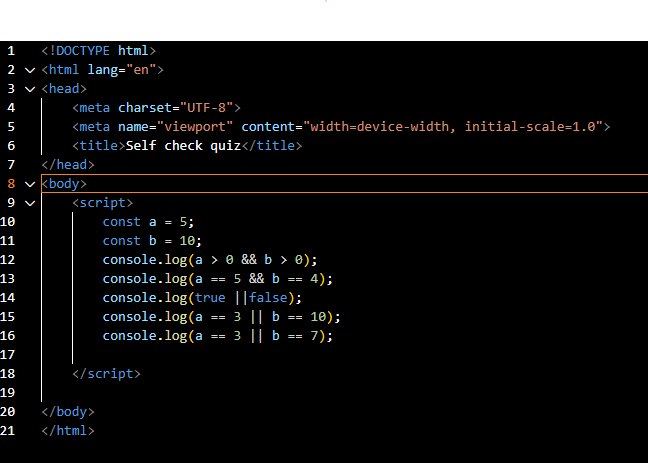 1 <!DOCTYPE html>
2 <html lang="en">
3 <head>
4 <meta charset="UTF-8">
5 <meta name="viewport" content="width=device-width, initial-scale=1.0">
6 <title>Self check quiz</title>
7 </head>
8 <body>
9 <script>
10 const a = 5;
11 const b = 10;
12 console.log(a > 0 && b > 0);
13 console.log(a == 5 && b == 4);
14 console.log(true ||false);
15 console.log(a == 3 || b == 10);
16 console.log(a == 3 || b == 7);
17
18 </script>
19
20 </body>
21 </html>